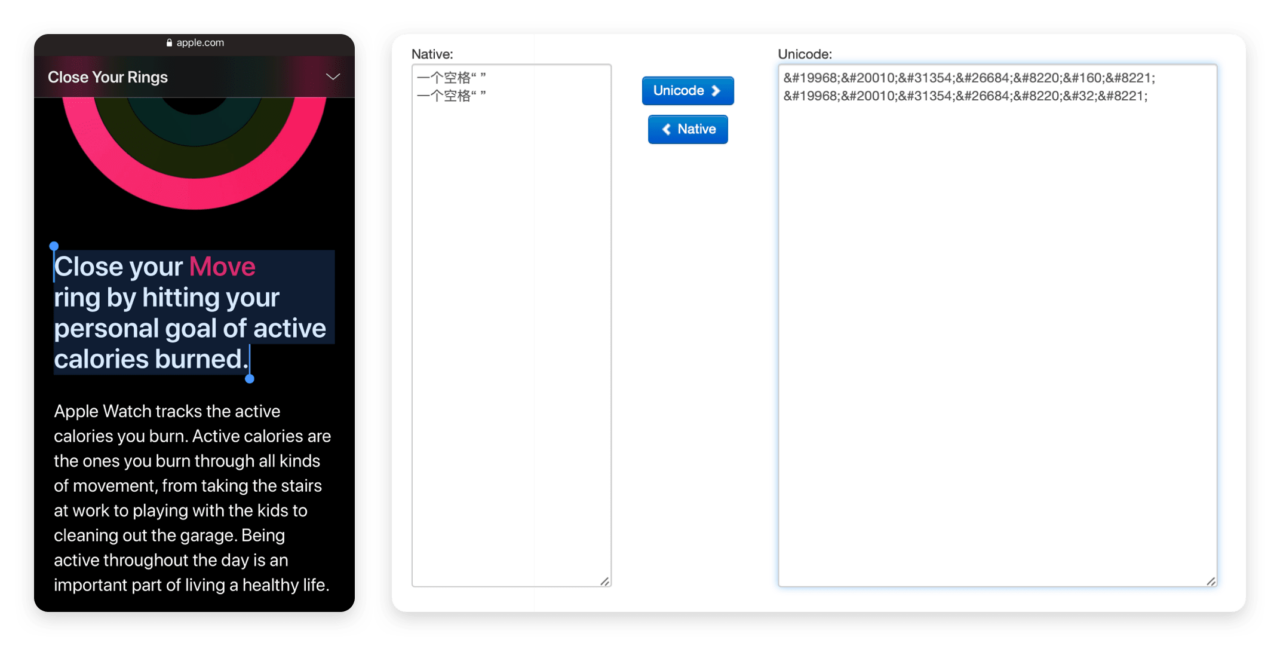 apple.com
Close Your Rings
Close your Move
ring by hitting your
personal goal of active
calories burned.
Apple Watch tracks the active
calories you burn. Active calories are
the ones you burn through all kinds
of movement, from taking the stairs
at work to playing with the kids to
cleaning out the garage. Being
active throughout the day is an
important part of living a healthy life.
Native:
一个空格“ ”
一个空格“ ”
Unicode
Native
Unicode:
&#19968;&#20010;&#31354;&#26684;&#8220;&#160;&#8221;
&#19968;&#20010;&#31354;&#26684;&#8220;&#32;&#8221;